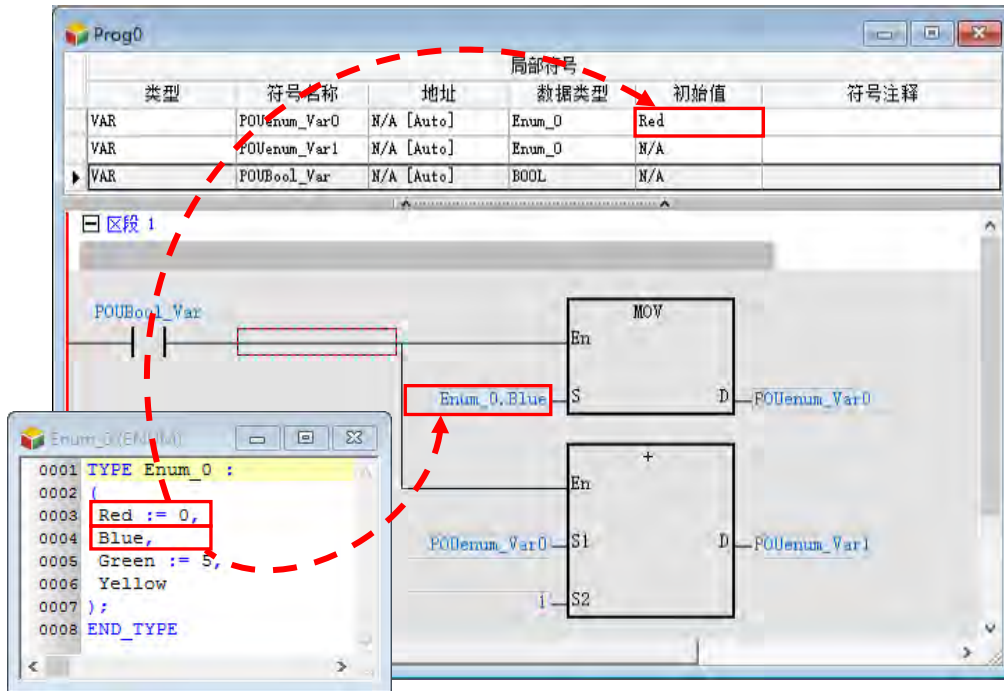 Prog0
局部符号
类型 符号名称 地址 数据类型 初始值 符号注释
VAR POUenum_Var0 N/A [Auto] Enum_0 Red
VAR POUenum_Var1 N/A [Auto] Enum_0 N/A
VAR POUBool_Var N/A [Auto] BOOL N/A
区段 1
POUBool_Var
MOV
En
Enum_0.Blue S D POUenum_Var0
+
En
POUenum_Var0 S1 D POUenum_Var1
1 S2
Enum_0 (ENUM)
0001 TYPE Enum_0 :
0002 (
0003 Red := 0,
0004 Blue,
0005 Green := 5,
0006 Yellow
0007 );
0008 END_TYPE